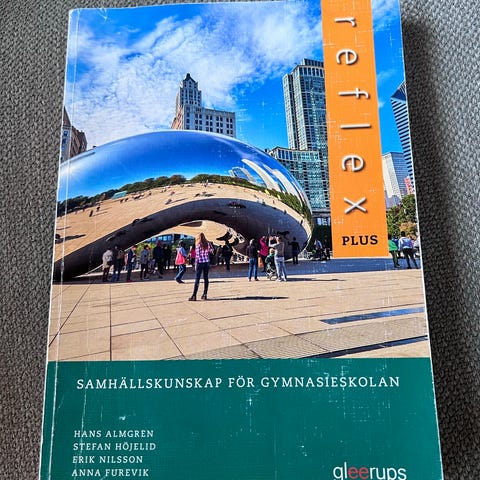 reflex
PLUS
SAMHÄLLSKUNSKAP FÖR GYMNASIESKOLAN
HANS ALMGREN
STEFAN HÖJELID
ERIK NILSSON
ANNA FUREVIK
gleerups